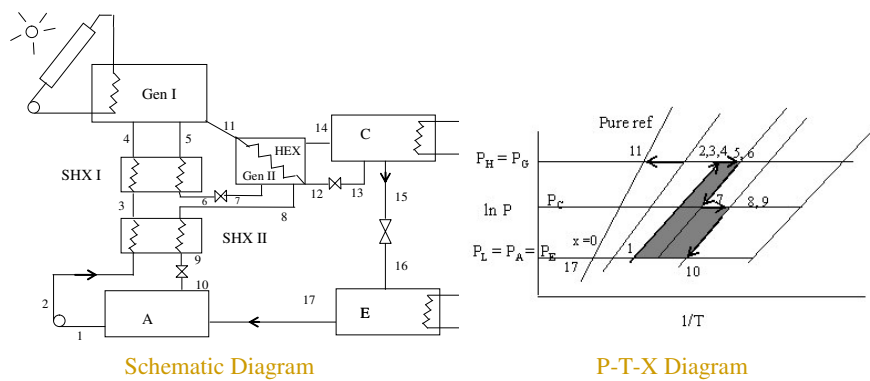 Gen I
4
5
11
HEX
Gen II
14
C
SHX I
6
7
12
13
15
8
3
SHX II
9
10
16
2
1
A
17
E
Schematic Diagram
Pure ref
11
2,3,4
5, 6
P_H = P_G
ln P
P_C
7
8, 9
x=0
P_L = P_A = P_E
17
1
10
1/T
P-T-X Diagram